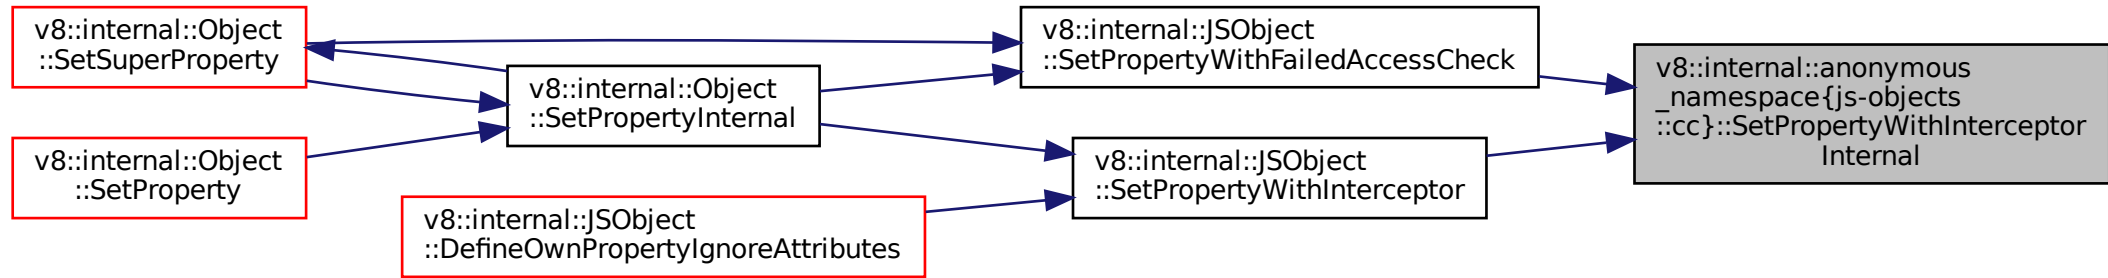 v8::internal::Object
::SetSuperProperty
v8::internal::Object
::SetProperty
v8::internal::Object
::SetPropertyInternal
v8::internal::JSObject
::DefineOwnPropertyIgnoreAttributes
v8::internal::JSObject
::SetPropertyWithFailedAccessCheck
v8::internal::JSObject
::SetPropertyWithInterceptor
v8::internal::anonymous
_namespace{js-objects
::cc}::SetPropertyWithInterceptor
Internal